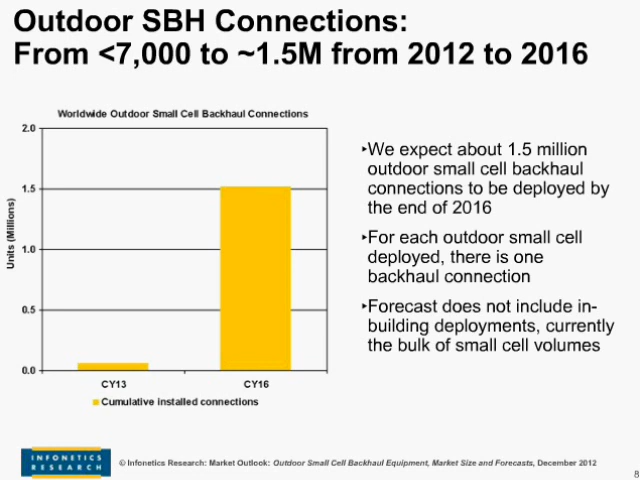 Outdoor SBH Connections:
From <7,000 to ~1.5M from 2012 to 2016
Worldwide Outdoor Small Cell Backhaul Connections
2.0
1.5
1.0
0.5
0.0
Units (Millions)
CY13 CY16
Cumulative installed connections
‣We expect about 1.5 million
outdoor small cell backhaul
connections to be deployed by
the end of 2016
‣For each outdoor small cell
deployed, there is one
backhaul connection
‣Forecast does not include in-
building deployments, currently
the bulk of small cell volumes
INFONETICS
RESEARCH
© Infonetics Research: Market Outlook: Outdoor Small Cell Backhaul Equipment, Market Size and Forecasts, December 2012
8